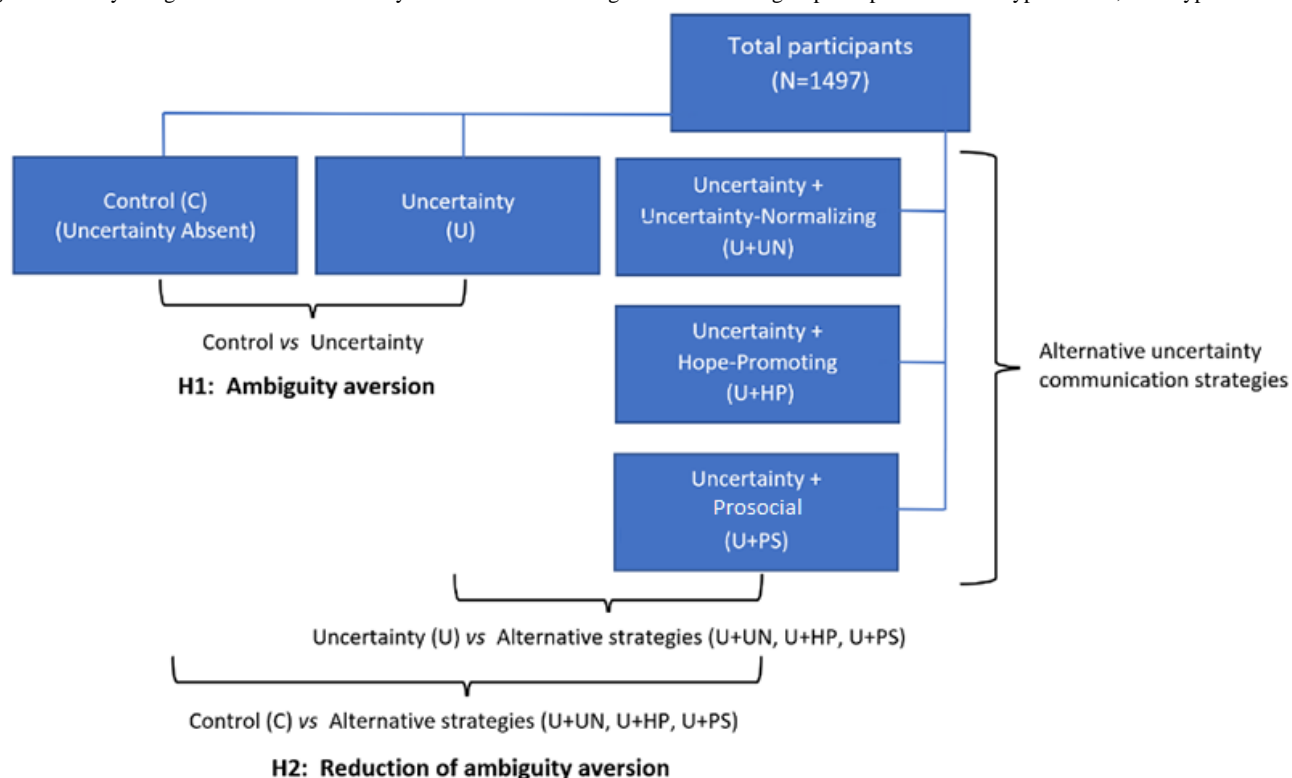 Total participants
(N=1497)
Control (C)
(Uncertainty Absent)
Uncertainty
(U)
Uncertainty +
Uncertainty-Normalizing
(U+UN)
Uncertainty +
Hope-Promoting
(U+HP)
Uncertainty +
Prosocial
(U+PS)
Control vs Uncertainty
H1: Ambiguity aversion
Alternative uncertainty
communication strategies
Uncertainty (U) vs Alternative strategies (U+UN, U+HP, U+PS)
Control (C) vs Alternative strategies (U+UN, U+HP, U+PS)
H2: Reduction of ambiguity aversion